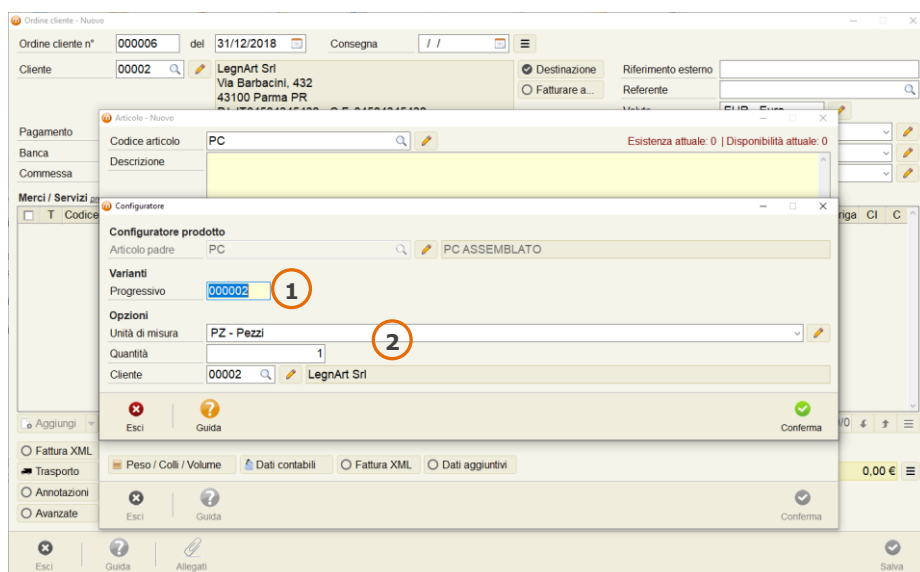 Ordine cliente - Nuovo
Ordine cliente n° 000006 del 31/12/2018 Consegna / /
Cliente 00002 LegnArt Srl Destinazione Riferimento esterno
Via Barbacini, 432 Fatturare a... Referente
43100 Parma PR
Valuta EUR - Euro
Articolo - Nuovo
Pagamento
Codice articolo PC Esistenza attuale: 0 | Disponibilità attuale: 0
Banca
Descrizione
Commessa
Merci / Servizi
Configuratore
T Codice riga CI C
Configuratore prodotto
Articolo padre PC PC ASSEMBLATO
Varianti
Progressivo 000002 1
Opzioni
Unità di misura PZ - Pezzi 2
Quantità 1
Cliente 00002 LegnArt Srl
Esci Guida Conferma
Aggiungi /0
Fattura XML
Peso / Colli / Volume Dati contabili Fattura XML Dati aggiuntivi
Trasporto 0,00 €
Annotazioni
Avanzate
Esci Guida Conferma
Esci Guida Allegati Salva